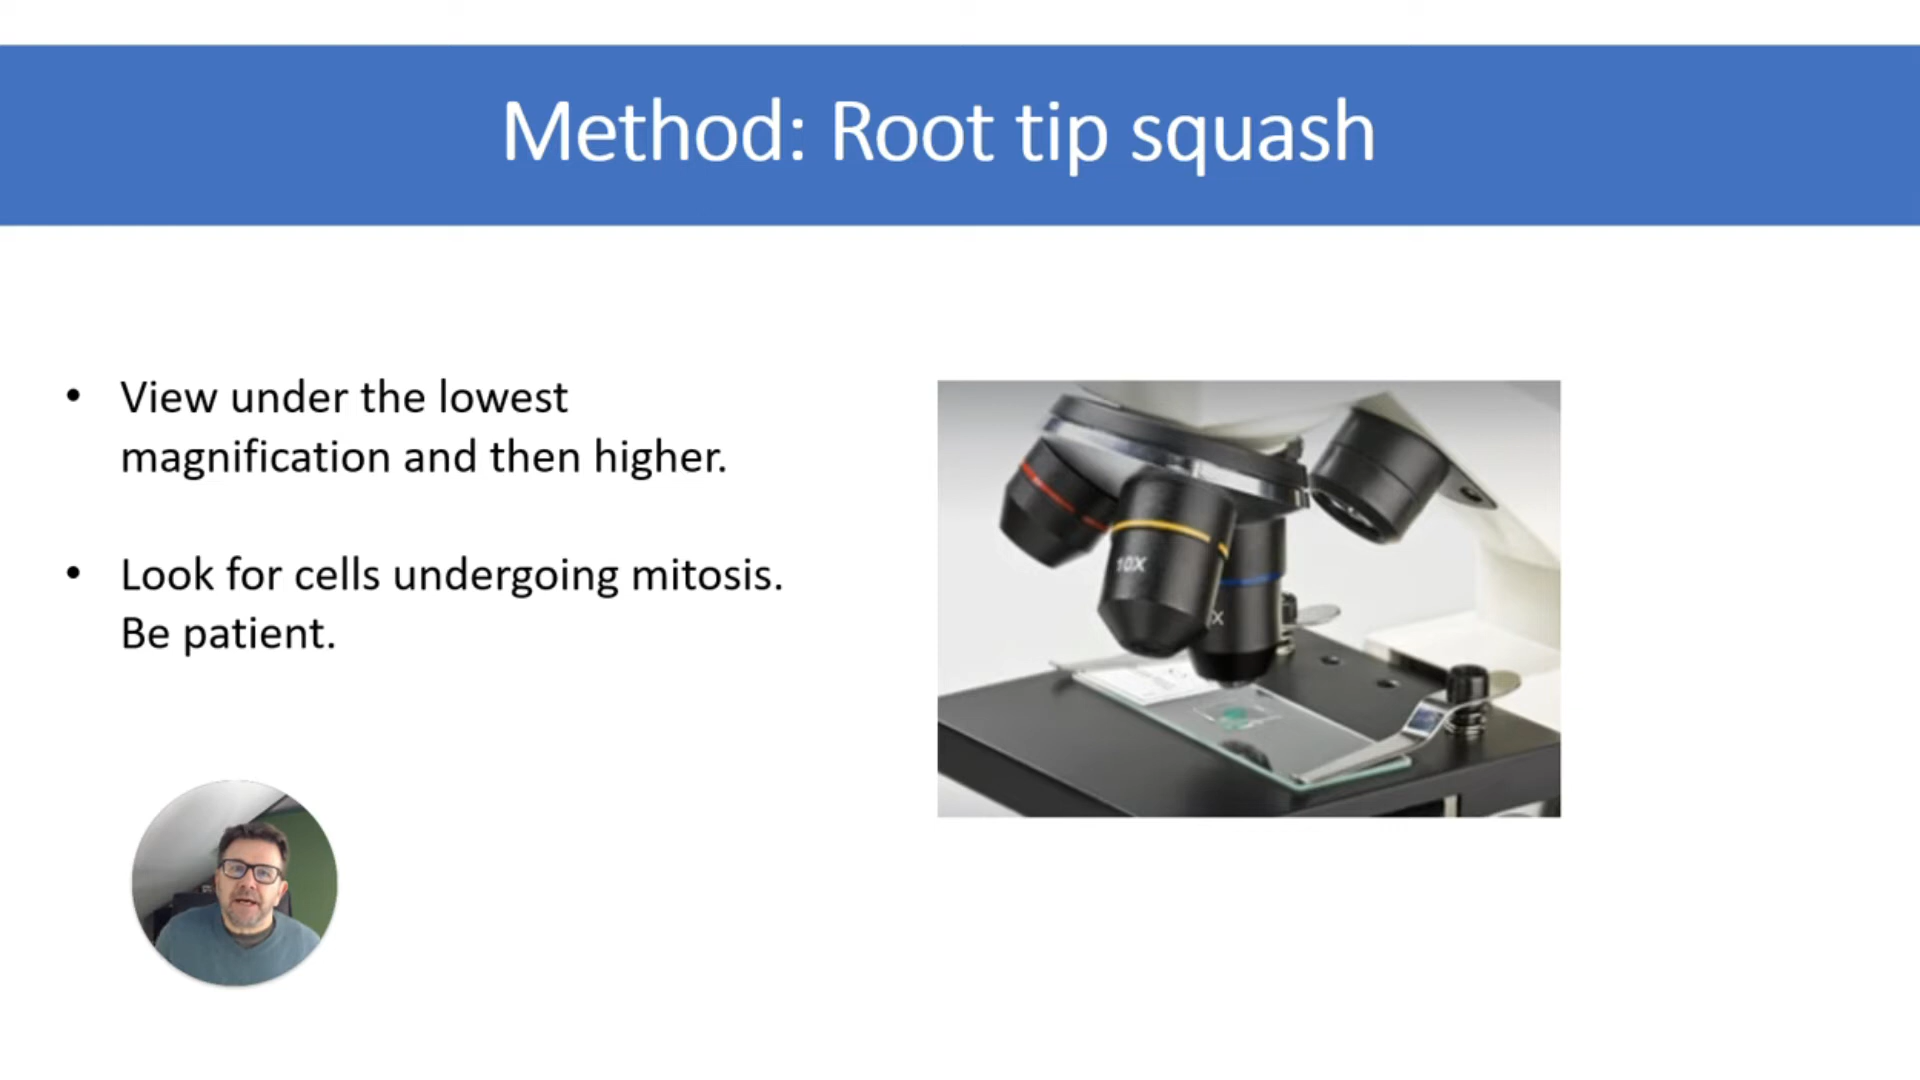 Method: Root tip squash
• View under the lowest
magnification and then higher.
• Look for cells undergoing mitosis.
Be patient.
10X
X